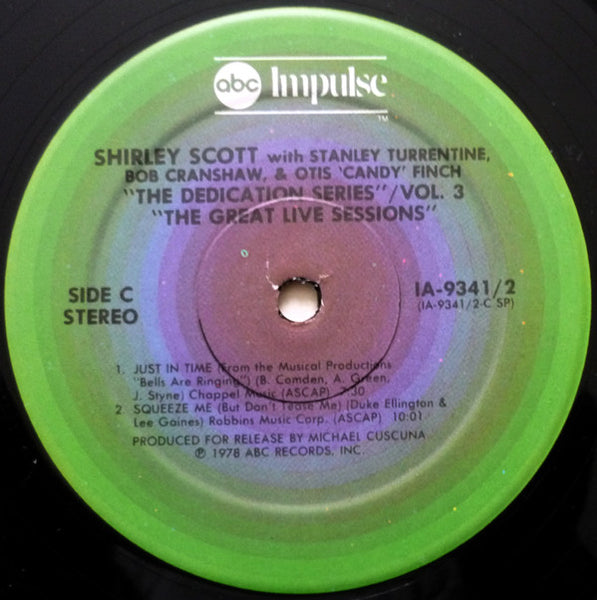 abc Impulse
TM
SHIRLEY SCOTT with STANLEY TURRENTINE,
BOB CRANSHAW, & OTIS 'CANDY' FINCH
"THE DEDICATION SERIES"/VOL. 3
"THE GREAT LIVE SESSIONS"
SIDE C
STEREO
IA-9341/2
(IA-9341/2-C SP)
1. JUST IN TIME (From the Musical Productions
"Bells Are Ringing") (B. Comden, A. Green,
J. Styne) Chappel Music (ASCAP) 7:30
2. SQUEEZE ME (But Don't Tease Me) (Duke Ellington &
Lee Gaines) Robbins Music Corp. (ASCAP) 10:01
PRODUCED FOR RELEASE BY MICHAEL CUSCUNA
℗ 1978 ABC RECORDS, INC.